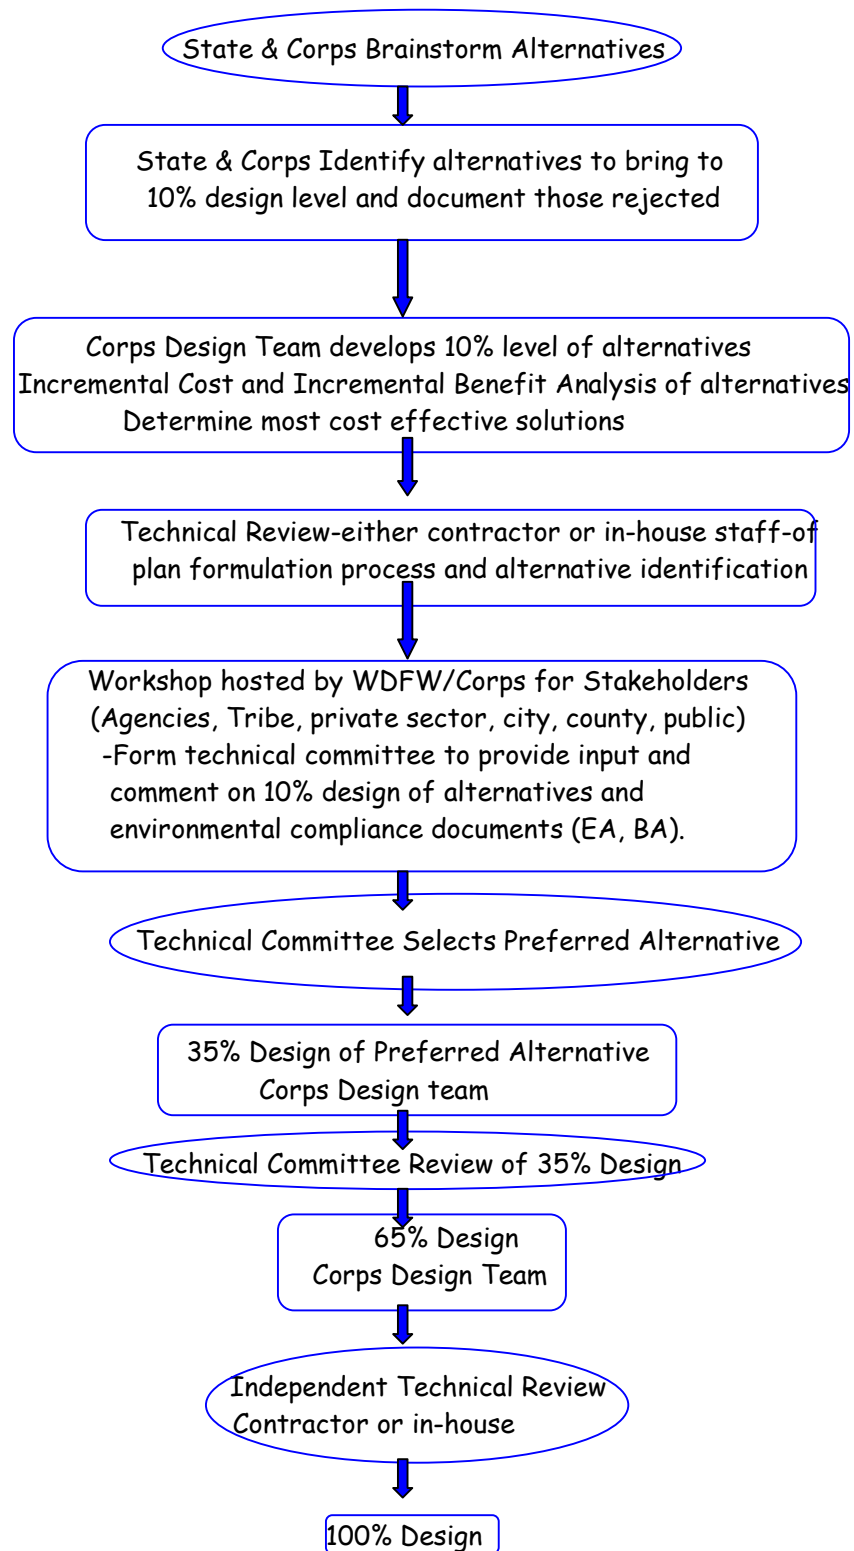 State & Corps Brainstorm Alternatives
State & Corps Identify alternatives to bring to
10% design level and document those rejected
Corps Design Team develops 10% level of alternatives
Incremental Cost and Incremental Benefit Analysis of alternatives
Determine most cost effective solutions
Technical Review-either contractor or in-house staff-of
plan formulation process and alternative identification
Workshop hosted by WDFW/Corps for Stakeholders
(Agencies, Tribe, private sector, city, county, public)
-Form technical committee to provide input and
comment on 10% design of alternatives and
environmental compliance documents (EA, BA).
Technical Committee Selects Preferred Alternative
35% Design of Preferred Alternative
Corps Design team
Technical Committee Review of 35% Design
65% Design
Corps Design Team
Independent Technical Review
Contractor or in-house
100% Design